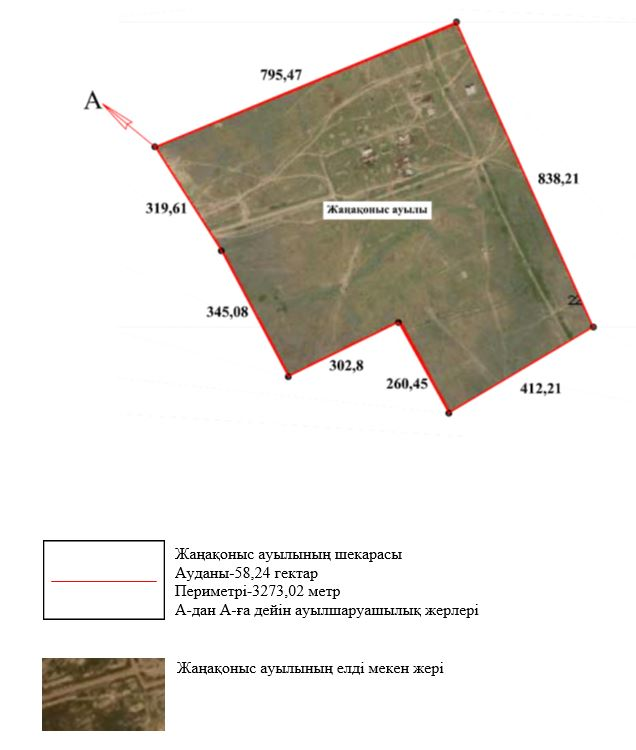 795,47
А
838,21
319,61
Жаңақоныс ауылы
22
345,08
302,8
260,45
412,21
Жаңақоныс ауылының шекарасы
Ауданы-58,24 гектар
Периметрі-3273,02 метр
А-дан А-ға дейін ауылшаруашылық жерлері
Жаңақоныс ауылының елді мекен жері